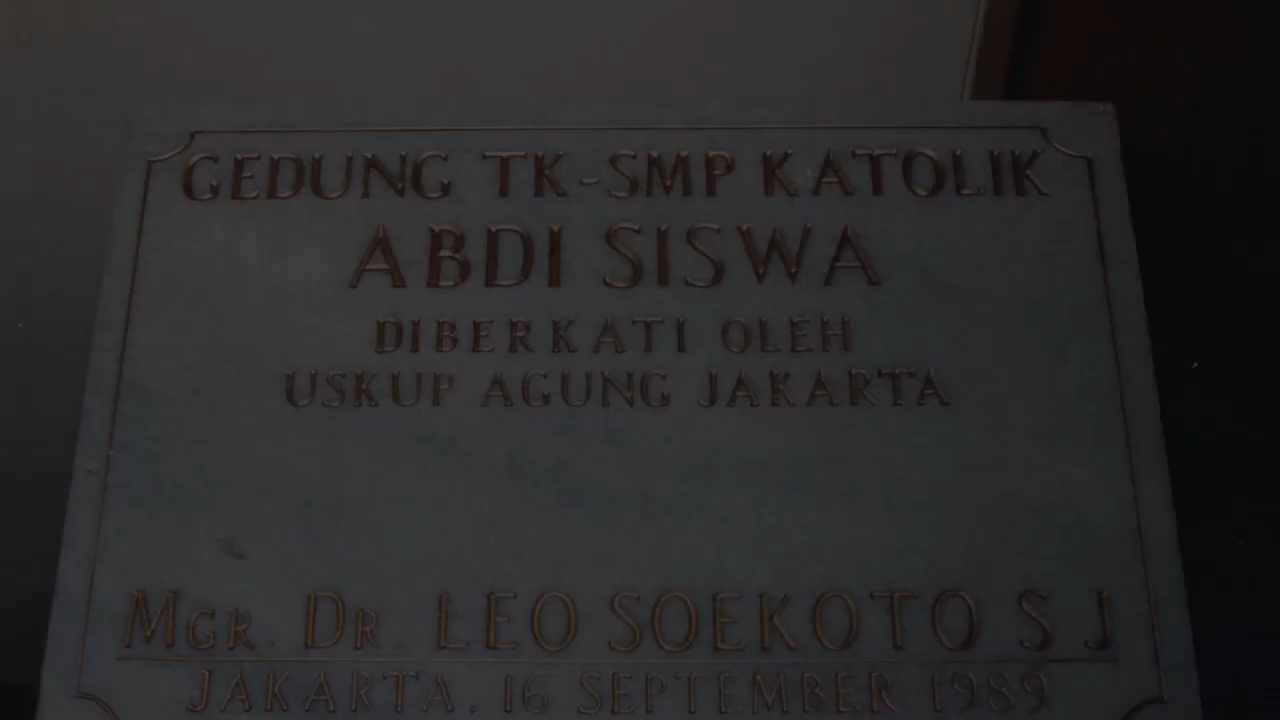 GEDUNG TK-SMP KATOLIK
ABDI SISWA
DIBERKATI OLEH
USKUP AGUNG JAKARTA
MGR. DR. LEO SOEKOTO S J
JAKARTA, 16 SEPTEMBER 1989